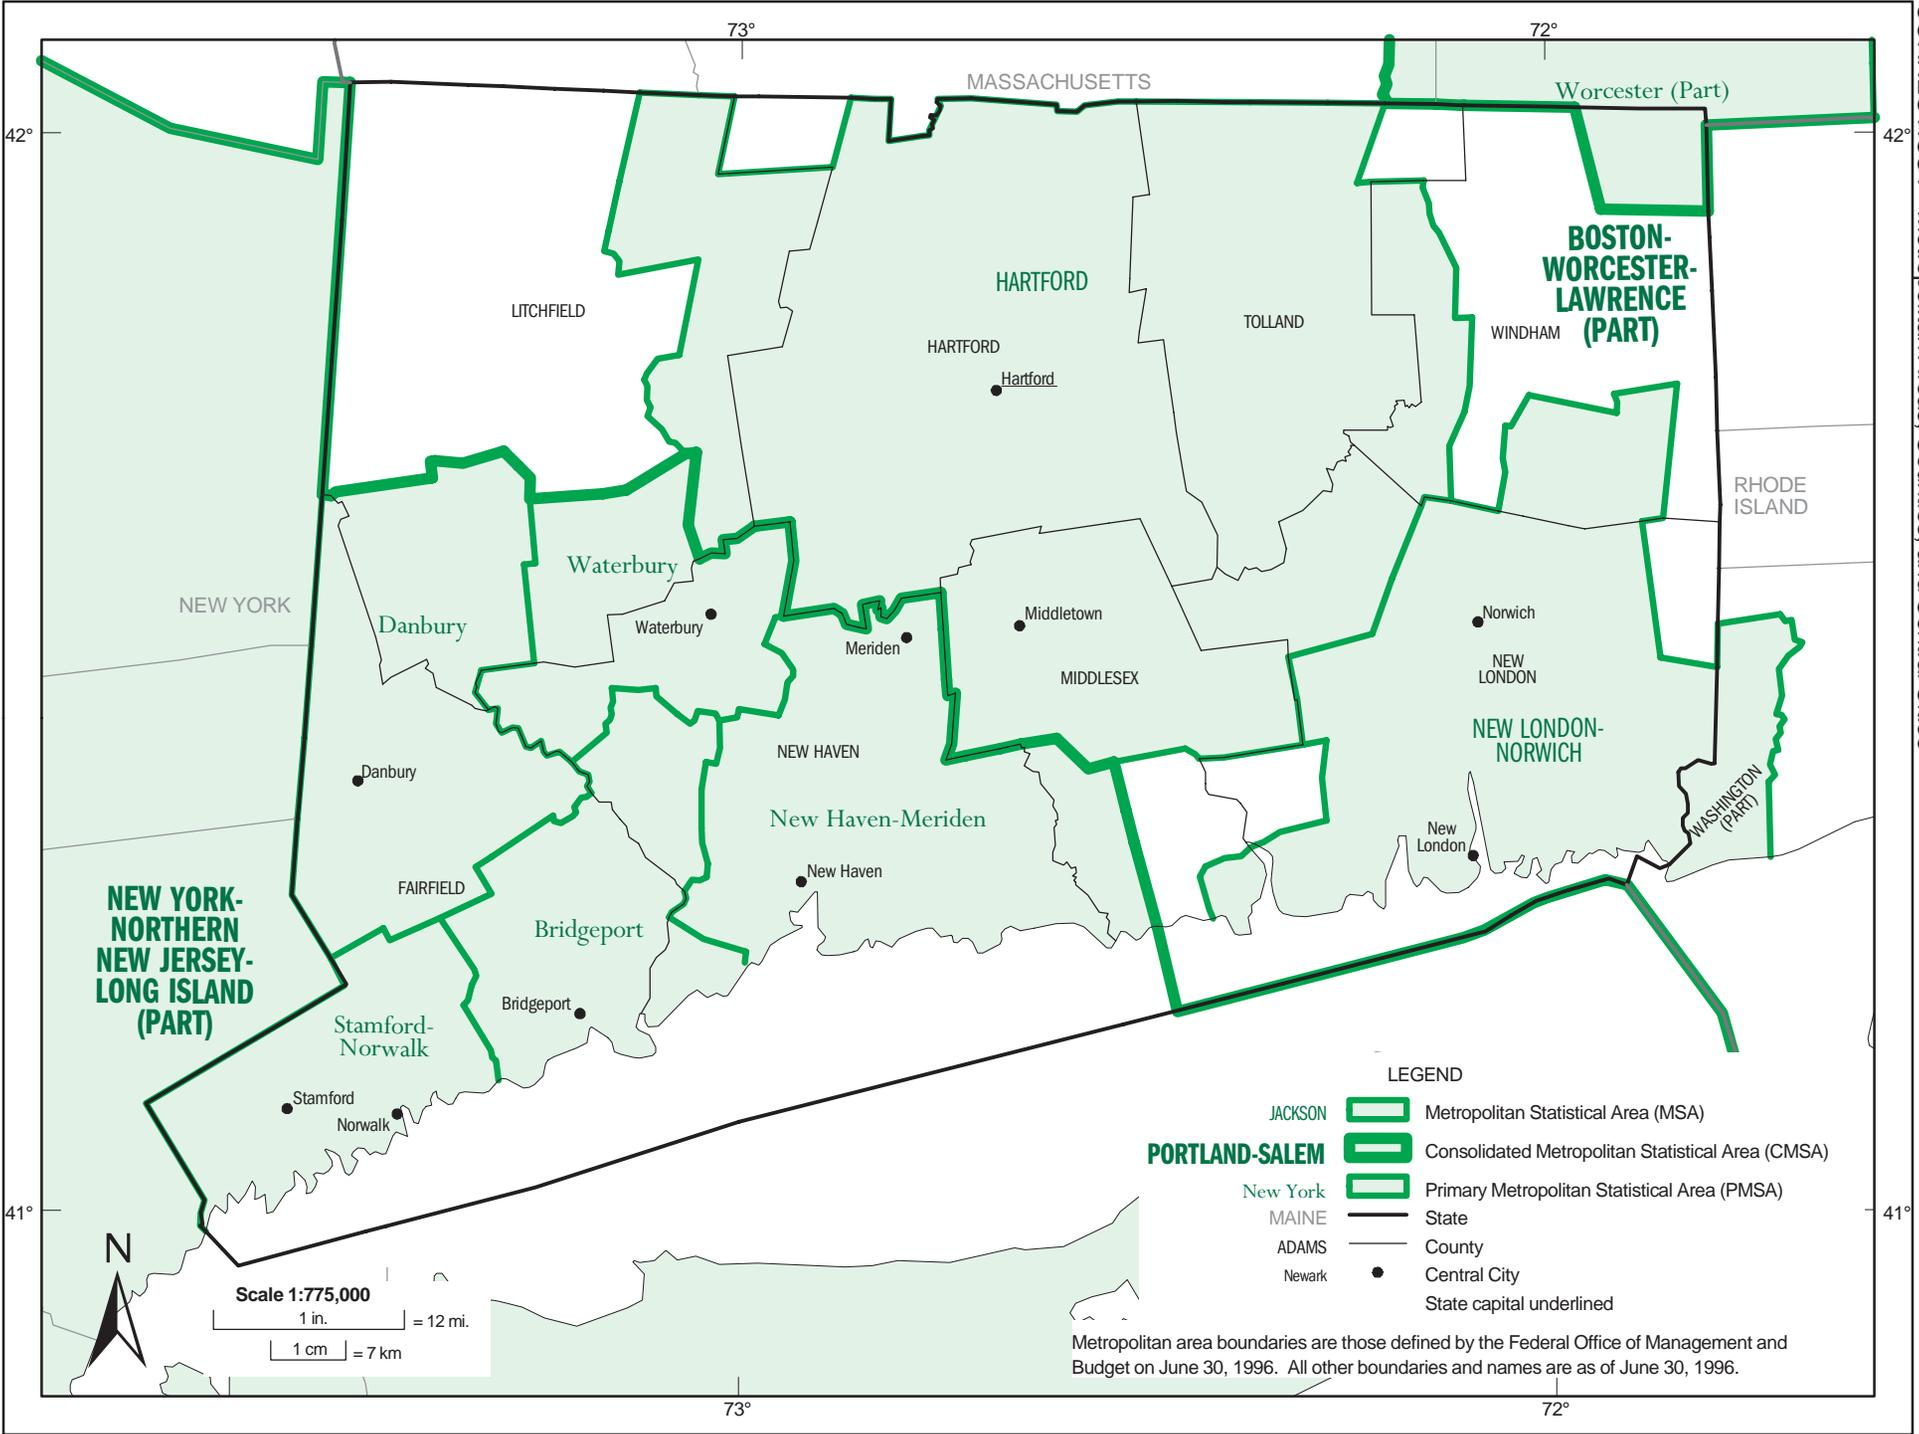 73°
72°
MASSACHUSETTS
Worcester (Part)
42°
42°
BOSTON-
WORCESTER-
LAWRENCE
(PART)
LITCHFIELD
HARTFORD
HARTFORD
Hartford
TOLLAND
WINDHAM
RHODE
ISLAND
NEW YORK
Waterbury
Danbury
Waterbury
Meriden
Middletown
MIDDLESEX
Norwich
NEW
LONDON
NEW LONDON-
NORWICH
NEW HAVEN
Danbury
New Haven-Meriden
New
London
WASHINGTON
(PART)
New Haven
FAIRFIELD
Bridgeport
NEW YORK-
NORTHERN
NEW JERSEY-
LONG ISLAND
(PART)
Bridgeport
Stamford-
Norwalk
Stamford
Norwalk
LEGEND
JACKSON Metropolitan Statistical Area (MSA)
PORTLAND-SALEM Consolidated Metropolitan Statistical Area (CMSA)
New York Primary Metropolitan Statistical Area (PMSA)
MAINE State
ADAMS County
Newark Central City
State capital underlined
41°
41°
N
Scale 1:775,000
1 in. = 12 mi.
1 cm = 7 km
Metropolitan area boundaries are those defined by the Federal Office of Management and
Budget on June 30, 1996. All other boundaries and names are as of June 30, 1996.
73°
72°